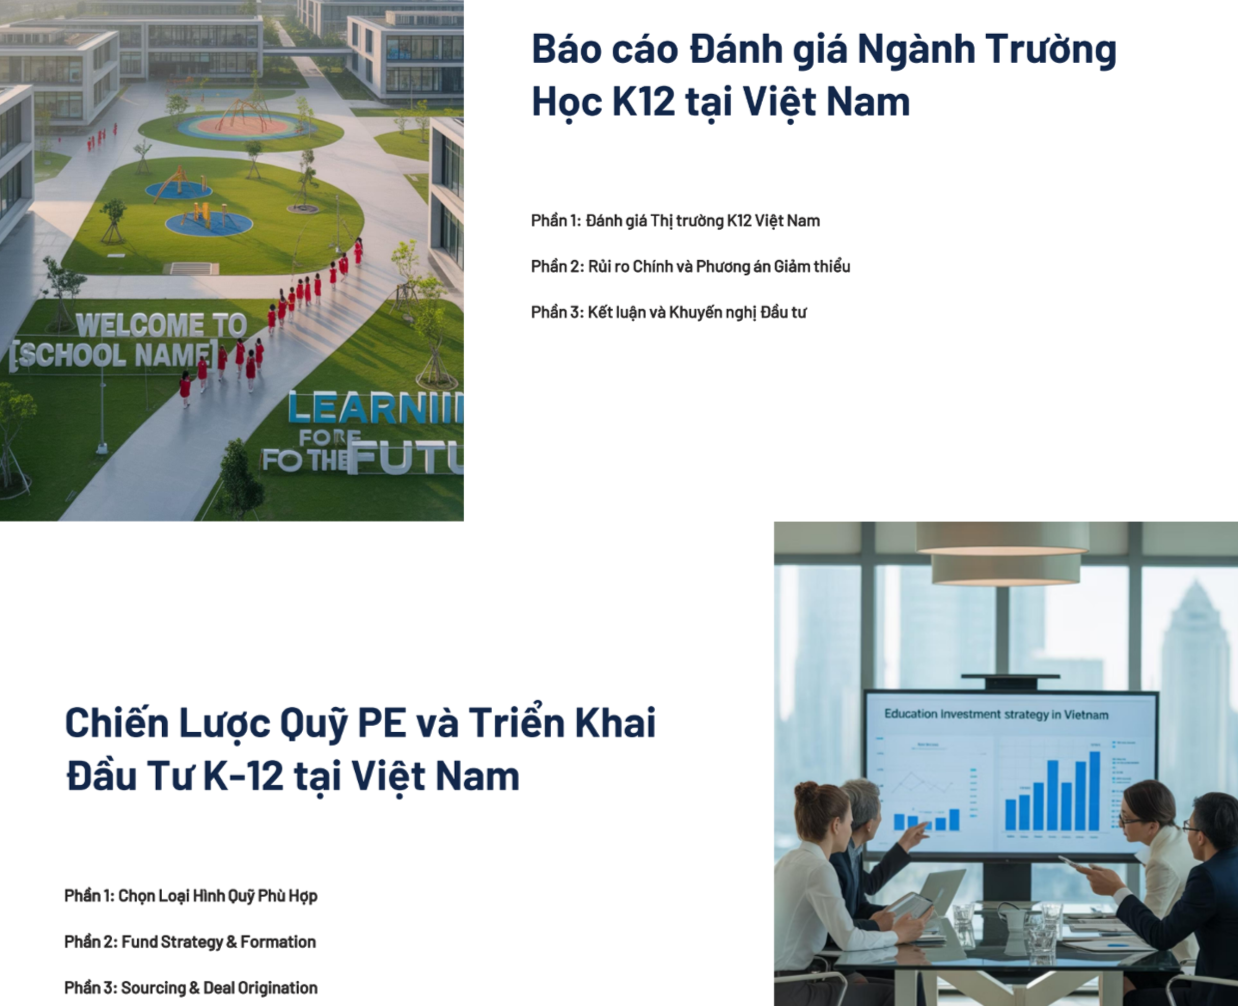 Báo cáo Đánh giá Ngành Trường
Học K12 tại Việt Nam
Phần 1: Đánh giá Thị trường K12 Việt Nam
Phần 2: Rủi ro Chính và Phương án Giảm thiểu
Phần 3: Kết luận và Khuyến nghị Đầu tư
WELCOME TO
[SCHOOL NAME]
LEARNII
FORE
FO THE FUTU
Chiến Lược Quỹ PE và Triển Khai
Đầu Tư K-12 tại Việt Nam
Phần 1: Chọn Loại Hình Quỹ Phù Hợp
Phần 2: Fund Strategy & Formation
Phần 3: Sourcing & Deal Origination
Education Investment strategy in Vietnam